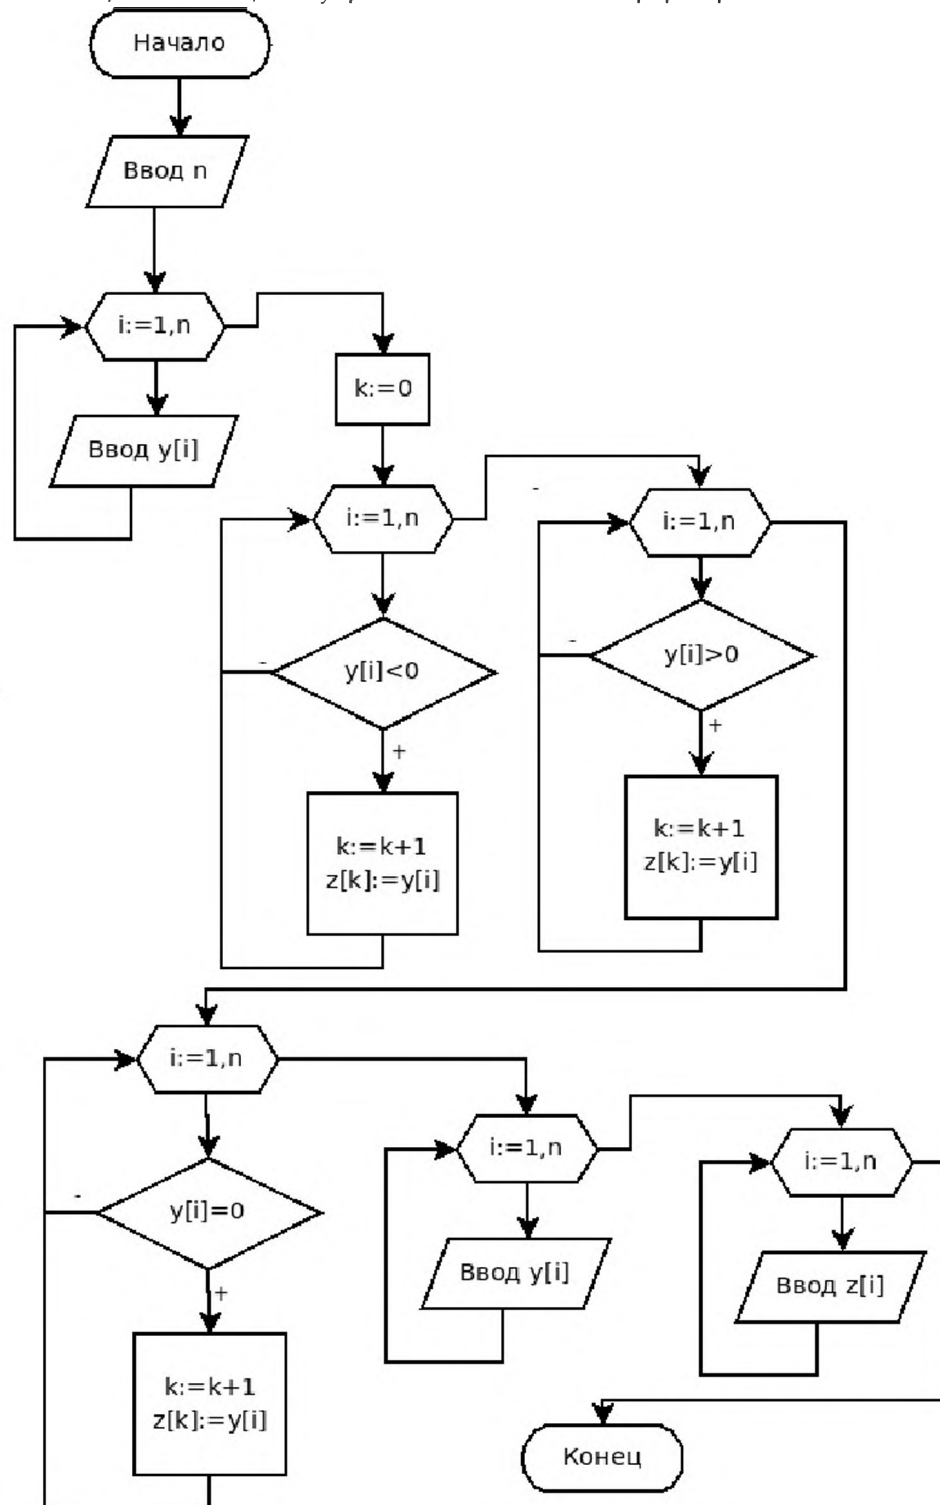 Начало
Ввод n
i:=1,n
Ввод y[i]
k:=0
i:=1,n
-
y[i]<0
+
k:=k+1
z[k]:=y[i]
-
i:=1,n
-
y[i]>0
+
k:=k+1
z[k]:=y[i]
i:=1,n
-
y[i]=0
+
k:=k+1
z[k]:=y[i]
i:=1,n
Ввод y[i]
i:=1,n
Ввод z[i]
Конец